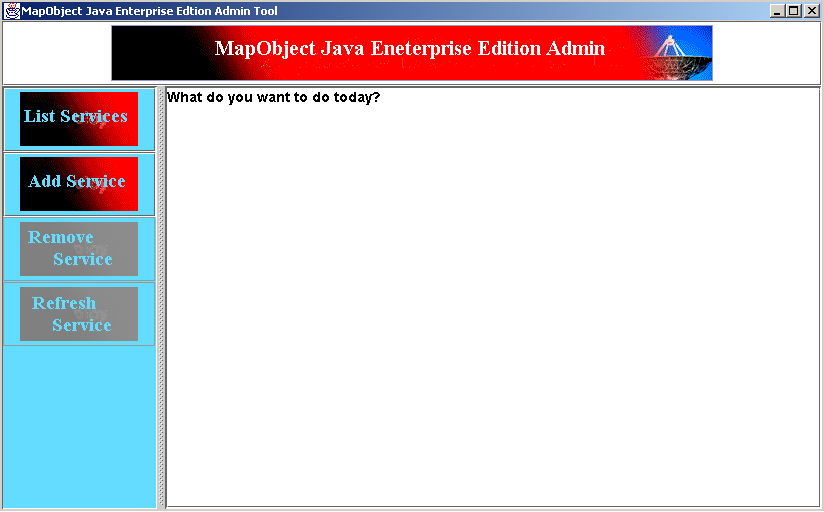 MapObject Java Enterprise Edtion Admin Tool
MapObject Java Eneterprise Edition Admin
List Services
What do you want to do today?
Add Service
Remove
Service
Refresh
Service